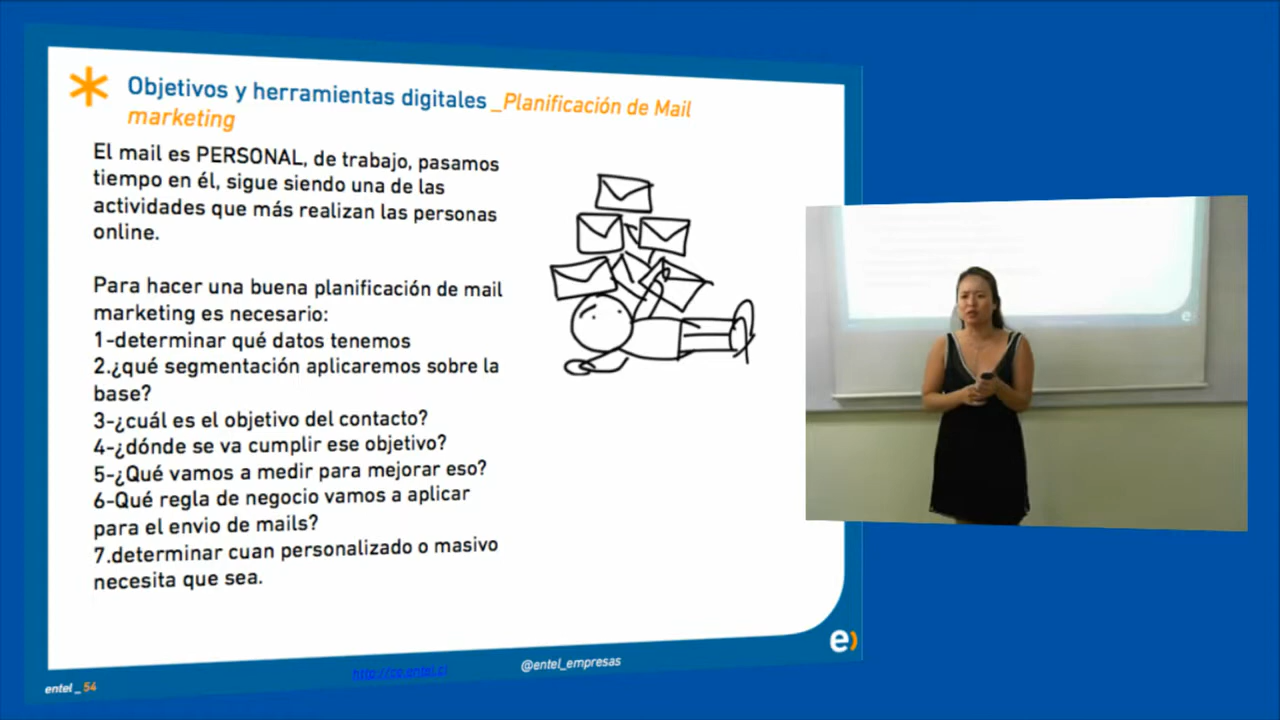 Objetivos y herramientas digitales _Planificación de Mail
marketing
El mail es PERSONAL, de trabajo, pasamos
tiempo en él, sigue siendo una de las
actividades que más realizan las personas
online.
Para hacer una buena planificación de mail
marketing es necesario:
1-determinar qué datos tenemos
2.¿qué segmentación aplicaremos sobre la
base?
3-¿cuál es el objetivo del contacto?
4-¿dónde se va cumplir ese objetivo?
5-¿Qué vamos a medir para mejorar eso?
6-Qué regla de negocio vamos a aplicar
para el envio de mails?
7.determinar cuan personalizado o masivo
necesita que sea.
e)
@entel_empresas
entel _ 54